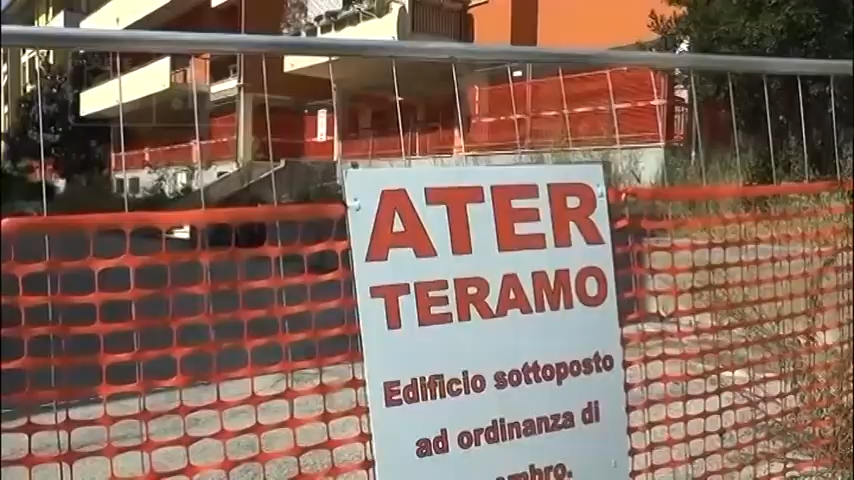 ATER
TERAMO
Edificio sottoposto
ad ordinanza di